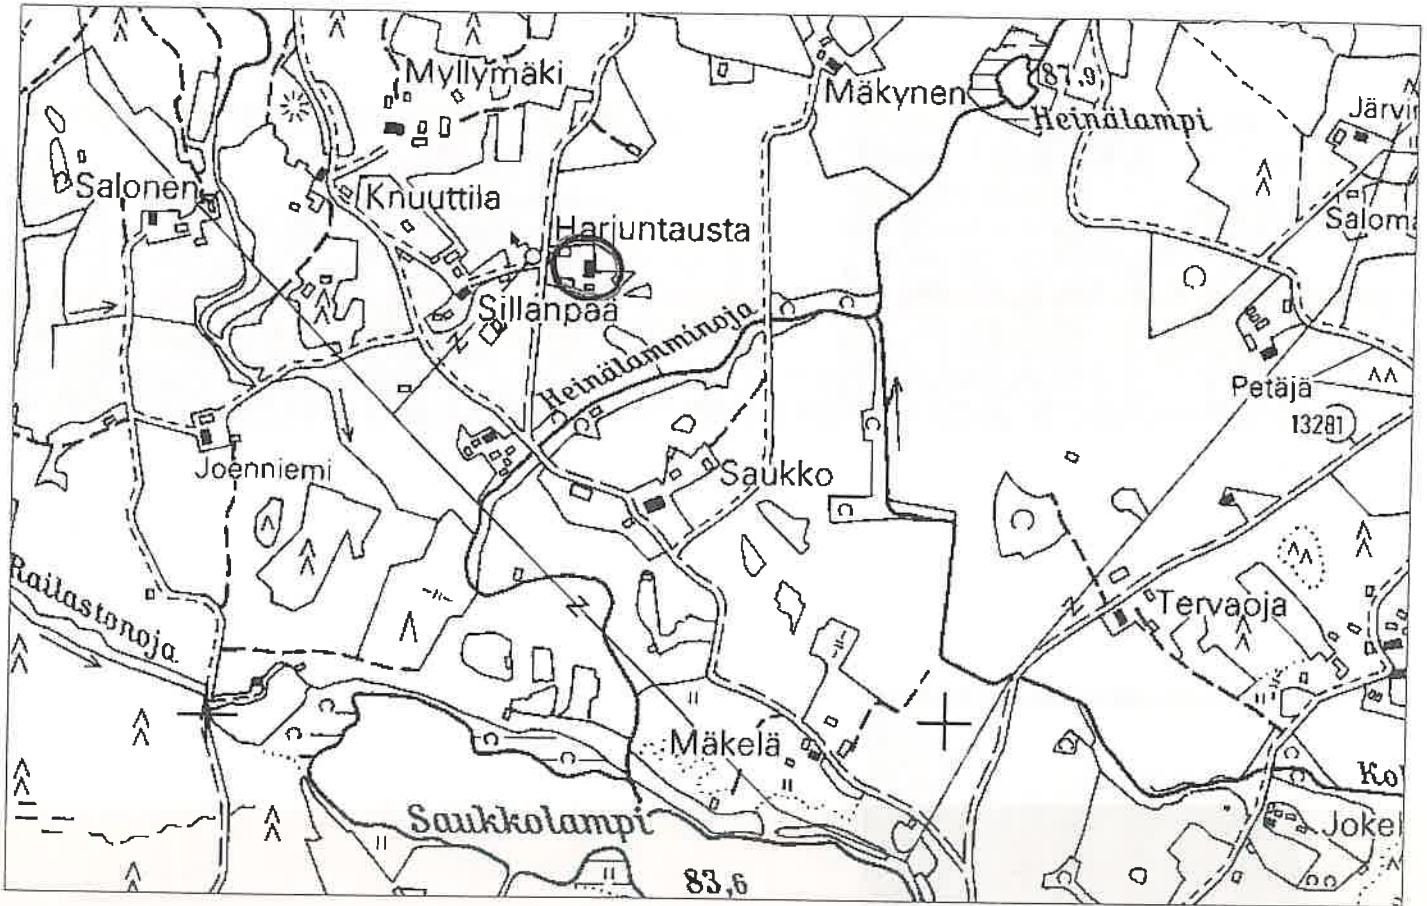 Myllymäki
Mäkynen
87,9
Heinälampi
Järvi
Salonen
Knuuttila
Harjuntausta
Saloma
Sillanpää
Heinälamminoja
Petäjä
13281
Joenniemi
Saukko
Railastonoja
Tervaoja
Mäkelä
Saukkolampi
Kol
Jokel
83,6